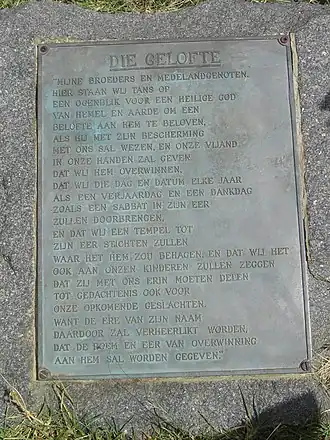 DIE GELOFTE
"MIJNE BROEDERS EN MEDELANDGENOTEN.
HIER STAAN WIJ TANS OP
EEN OGENBLIK VOOR EEN HEILIGE GOD
VAN HEMEL EN AARDE OM EEN
BELOFTE AAN HEM TE BELOVEN,
ALS HIJ MET ZIJN BESCHERMING
MET ONS SAL WEZEN, EN ONZE VIJAND,
IN ONZE HANDEN ZAL GEVEN
DAT WIJ HEM OVERWINNEN.
DAT WIJ DIE DAG EN DATUM ELKE JAAR
ALS EEN VERJAARDAG EN EEN DANKDAG
ZOALS EEN SABBAT IN ZIJN EER
ZULLEN DOORBRENGEN,
EN DAT WIJ EEN TEMPEL TOT
ZIJN EER STICHTEN ZULLEN
WAAR HET HEM ZOU BEHAGEN, EN DAT WIJ HET
OOK AAN ONZEN KINDEREN ZULLEN ZEGGEN
DAT ZIJ MET ONS ERIN MOETEN DELEN
TOT GEDACHTENIS OOK VOOR
ONZE OPKOMENDE GESLACHTEN.
WANT DE ERE VAN ZIJN NAAM
DAARDOOR ZAL VERHEERLIKT WORDEN,
DAT DE ROEM EN EER VAN OVERWINNING
AAN HEM SAL WORDEN GEGEVEN."